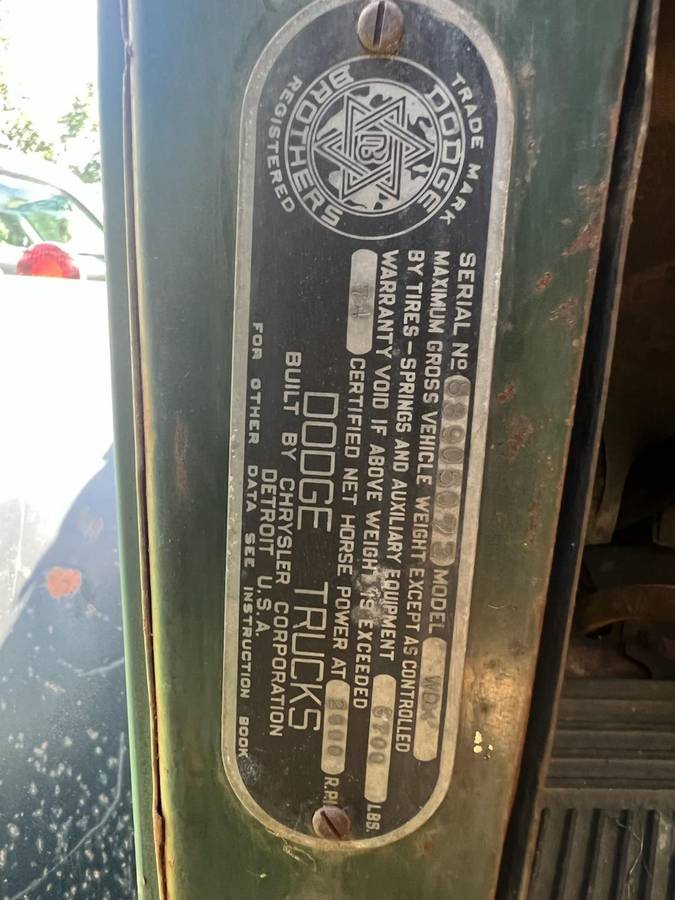 TRADE MARK
DODGE
BROTHERS
DB
REGISTERED
SERIAL Nº MODEL WDX
MAXIMUM GROSS VEHICLE WEIGHT EXCEPT AS CONTROLLED
BY TIRES-SPRINGS AND AUXILIARY EQUIPMENT LBS.
WARRANTY VOID IF ABOVE WEIGHT IS EXCEEDED
CERTIFIED NET HORSE POWER AT R.P.
DODGE TRUCKS
BUILT BY CHRYSLER CORPORATION
DETROIT U.S.A.
FOR OTHER DATA SEE INSTRUCTION BOOK